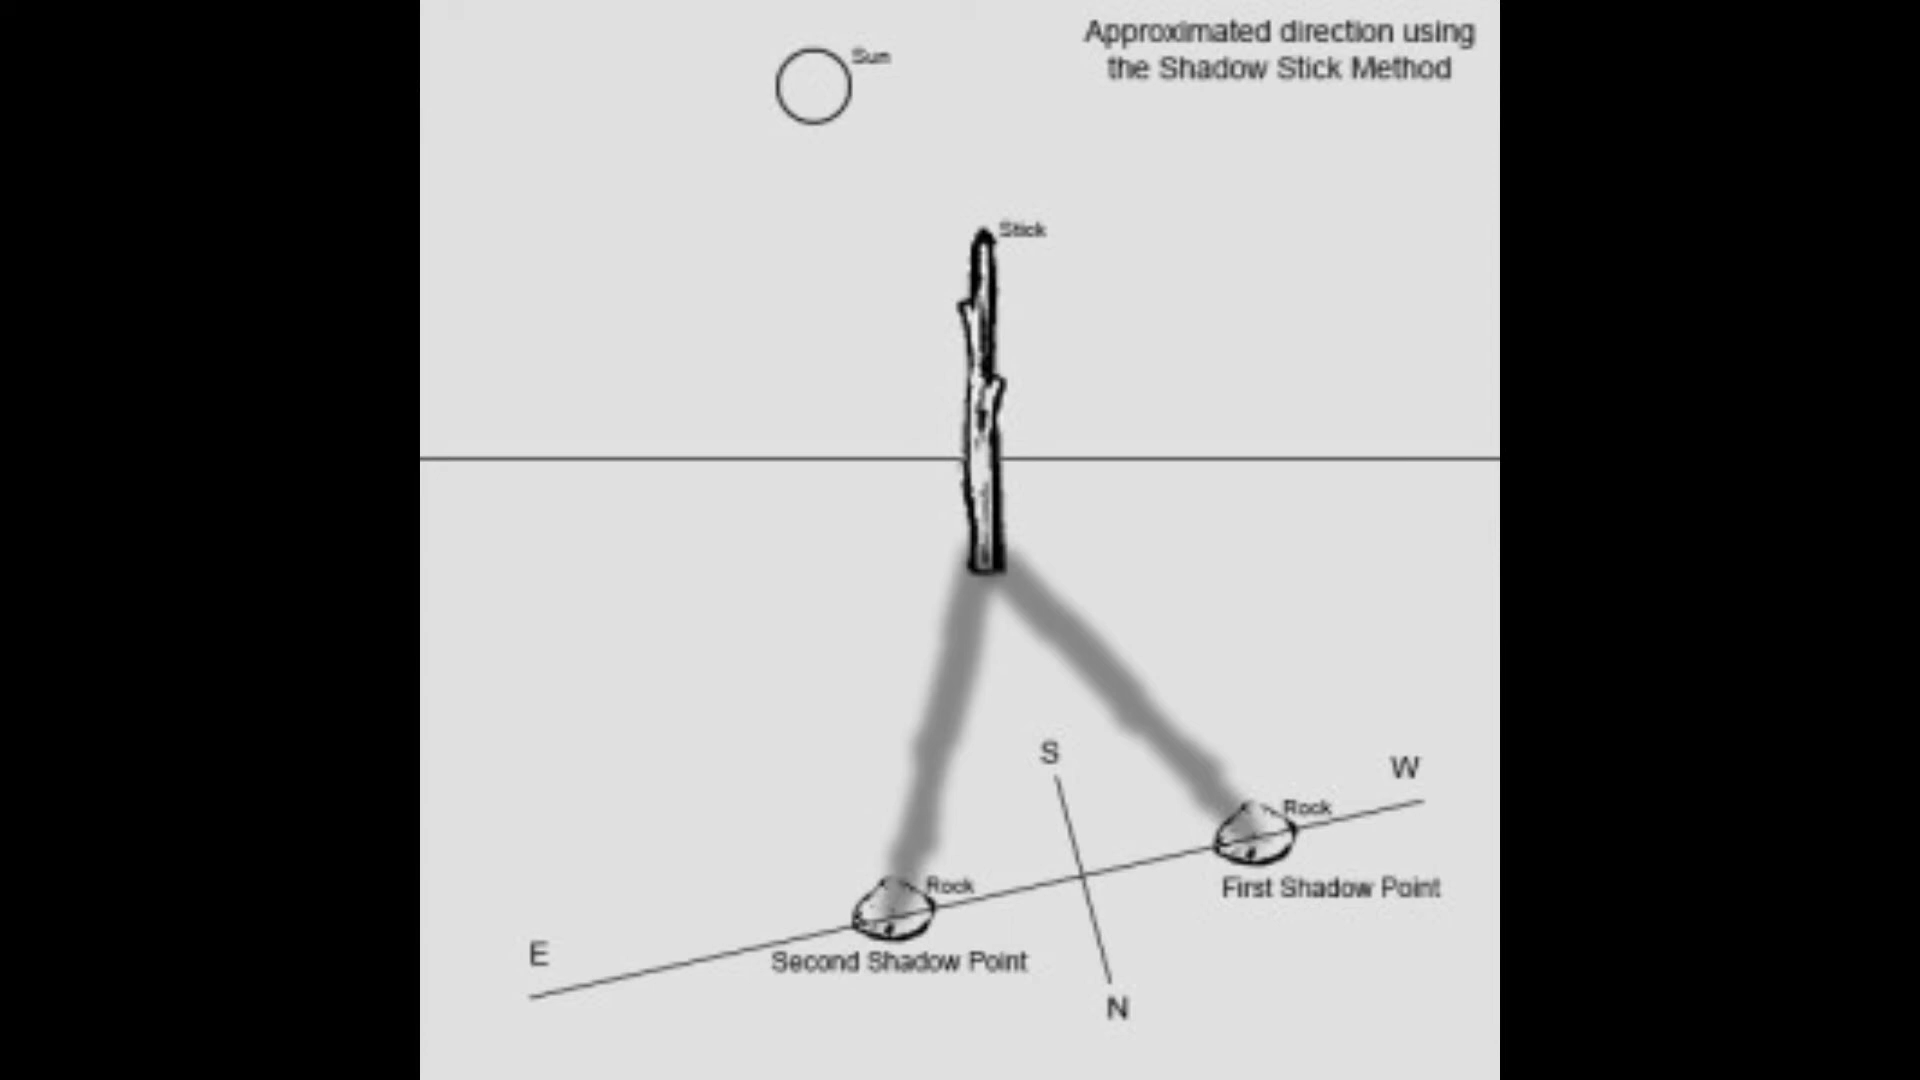 Approximated direction using
the Shadow Stick Method
Sun
Stick
S
W
Rock
First Shadow Point
Rock
E
Second Shadow Point
N